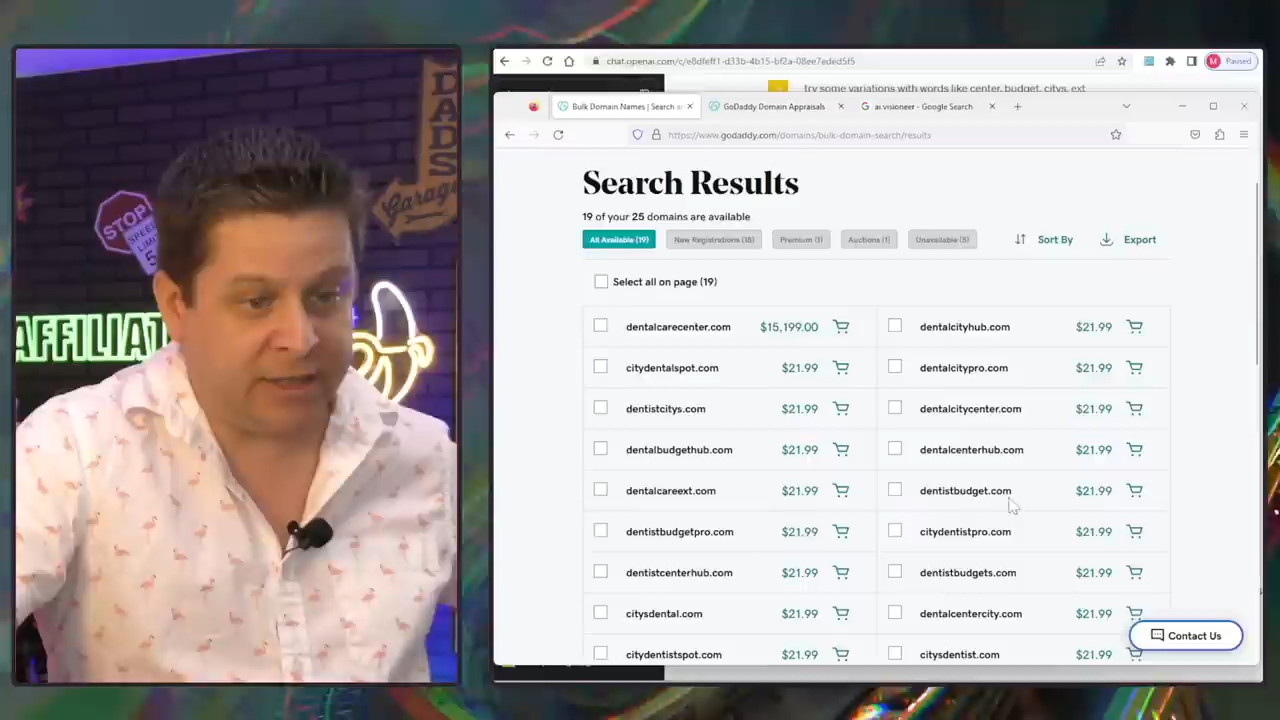 DADS
Garage
STOP
SPEED
LIMIT
5
AFFILIAT
chat.openai.com/c/e8dfeff1-d33b-4b15-bf2a-08ee7eded5f5
Paused
try some variations with words like center, budget, citys, ext
Bulk Domain Names | Search an
GoDaddy Domain Appraisals
ai.visioneer - Google Search
https://www.godaddy.com/domains/bulk-domain-search/results
Search Results
19 of your 25 domains are available
All Available (19)
New Registrations (18)
Premium (1)
Auctions (1)
Unavailable (5)
Sort By
Export
Select all on page (19)
dentalcarecenter.com $15,199.00
dentalcityhub.com $21.99
citydentalspot.com $21.99
dentalcitypro.com $21.99
dentistcitys.com $21.99
dentalcitycenter.com $21.99
dentalbudgethub.com $21.99
dentalcenterhub.com $21.99
dentalcareext.com $21.99
dentistbudget.com $21.99
dentistbudgetpro.com $21.99
citydentistpro.com $21.99
dentistcenterhub.com $21.99
dentistbudgets.com $21.99
citysdental.com $21.99
dentalcentercity.com $21.99
citydentistspot.com $21.99
citysdentist.com $21.99
Contact Us